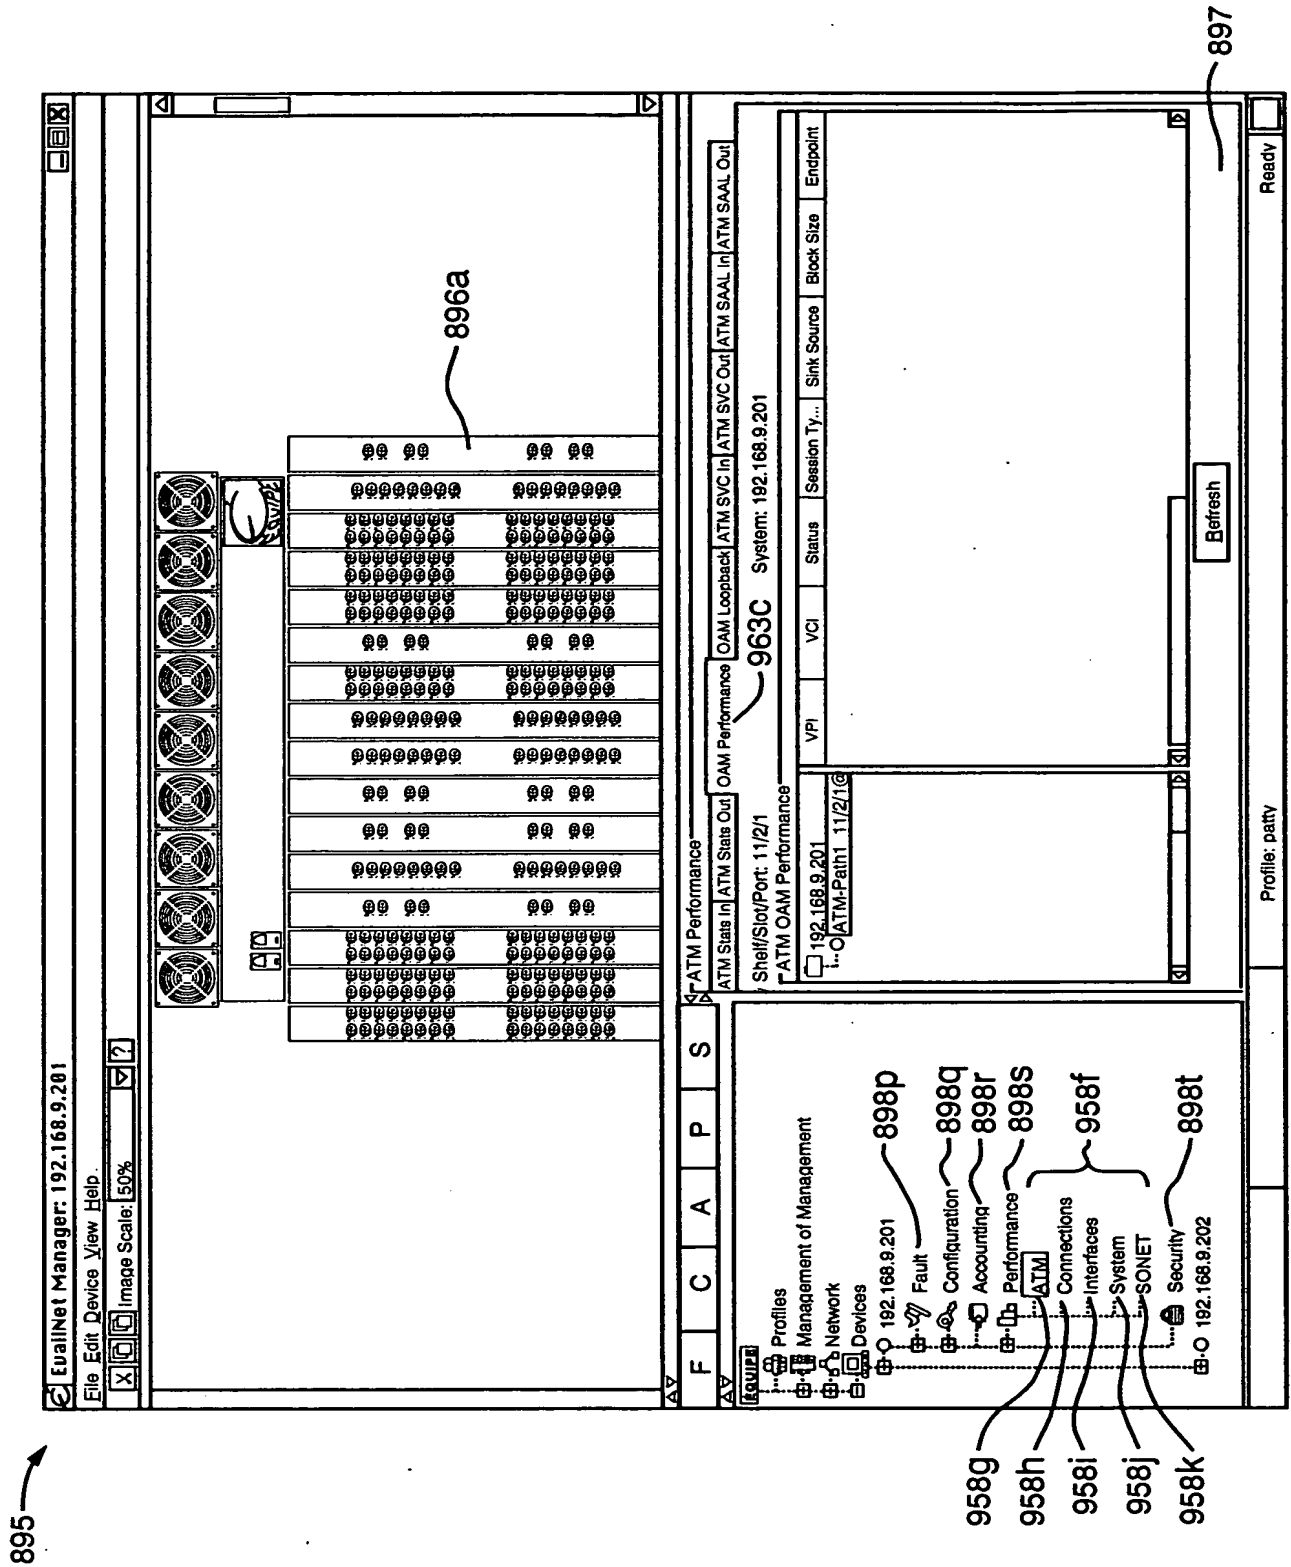 895
EualNet Manager: 192.168.9.201
File Edit Device View Help
Image Scale: 50% ?
EQUIPE
896a
F C A P S
EQUIPE
Profiles
Management of Management
Network
Devices
192.168.9.201
Fault
Configuration
Accounting
Performance
ATM
Connections
Interfaces
System
SONET
Security
192.168.9.202
898p
898q
898r
898s
958f
898t
958g
958h
958i
958j
958k
ATM Performance
ATM Stats In ATM Stats Out OAM Performance OAM Loopback ATM SVC In ATM SVC Out ATM SAAL In ATM SAAL Out
Shelf/Slot/Port: 11/2/1 963C System: 192.168.9.201
ATM OAM Performance
192.168.9.201
ATM-Path1 11/2/1@
VPI VCI Status Session Ty... Sink Source Block Size Endpoint
Refresh
897
Profile: patty Ready